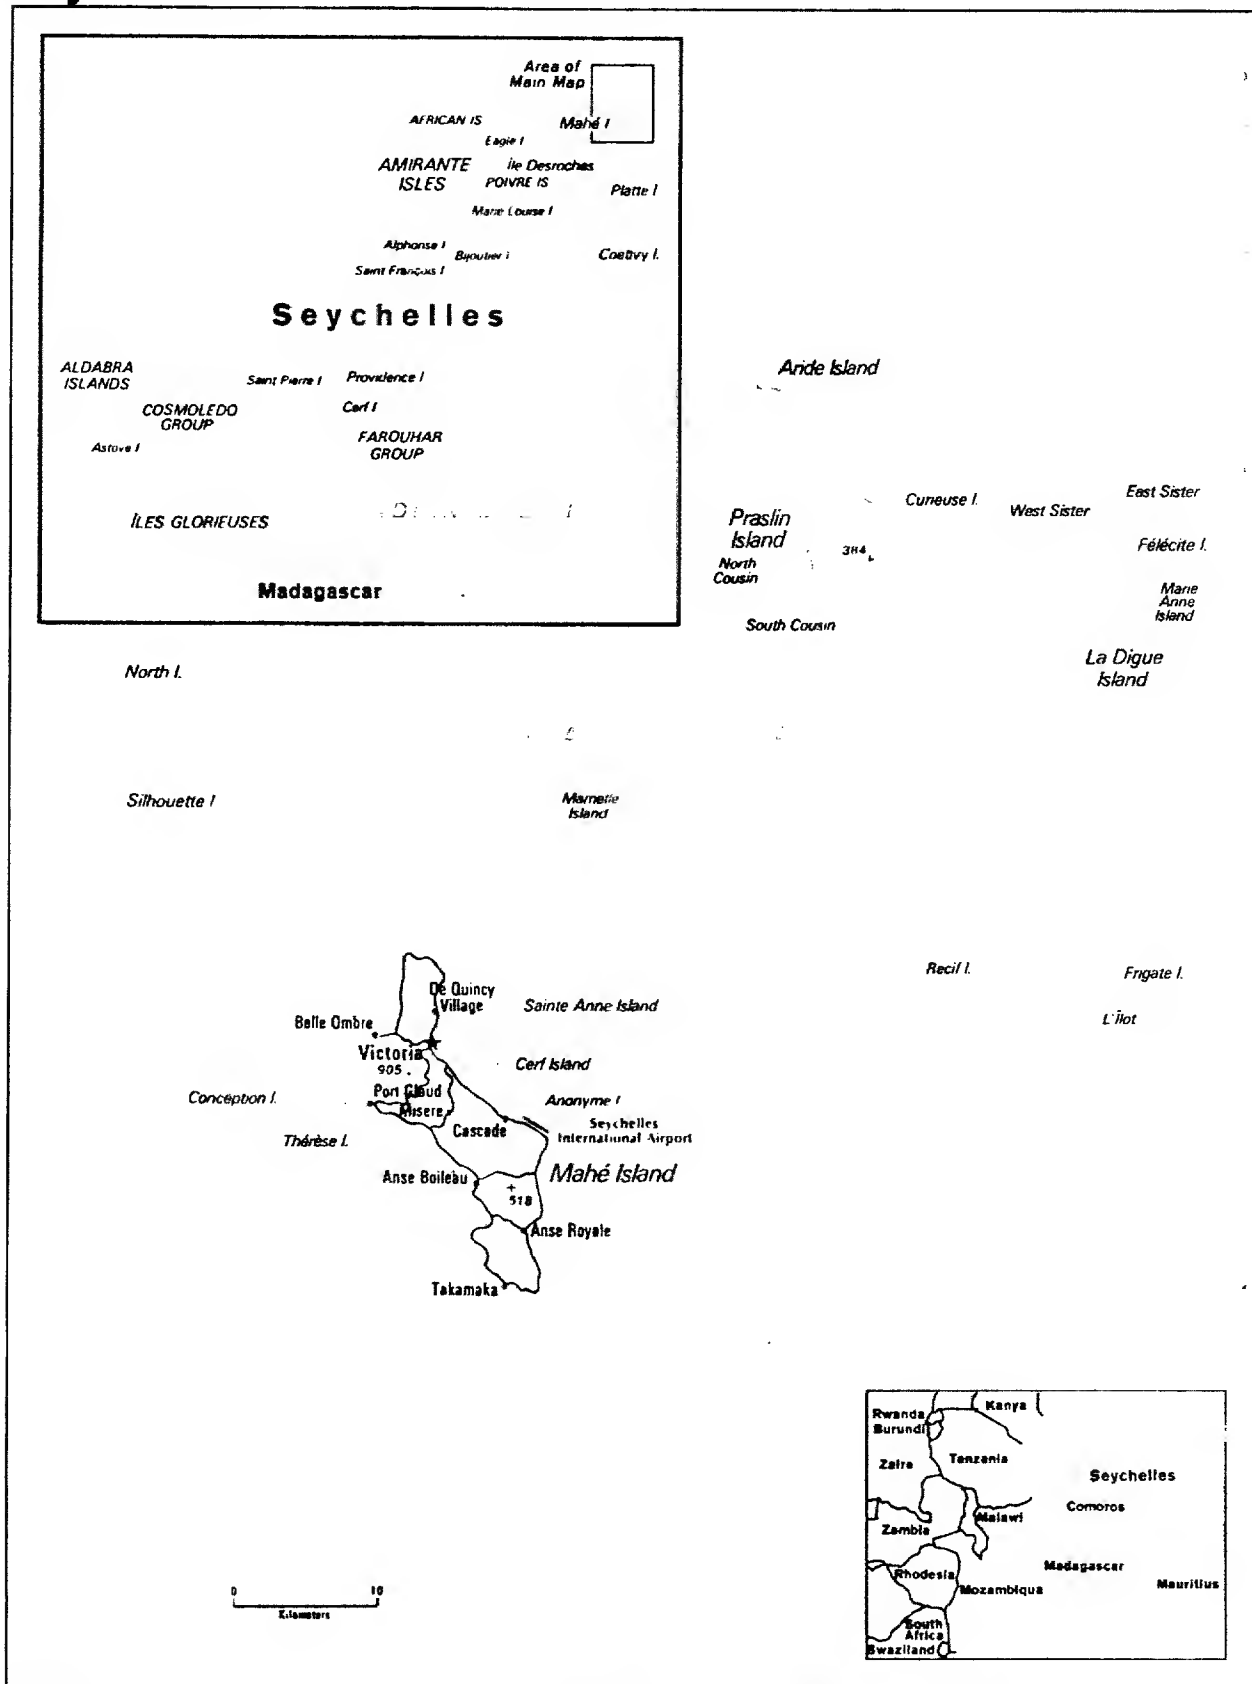 Area of
Main Map
AFRICAN IS
Mahé I
Eagle I
AMIRANTE
ISLES
Île Desroches
POIVRE IS
Platte I
Marie Louise I
Alphonse I
Bijoutier I
Coëtivy I.
Saint François I
Seychelles
ALDABRA
ISLANDS
Saint Pierre I
Providence I
COSMOLEDO
GROUP
Cerf I
Astove I
FARQUHAR
GROUP
ÎLES GLORIEUSES
Madagascar
Aride Island
Curieuse I.
West Sister
East Sister
Praslin
Island
384
Félécite I.
North
Cousin
Marie
Anne
Island
South Cousin
La Digue
Island
North I.
Silhouette I
Mamelle
Island
Recif I.
Frigate I.
L'Îlot
De Quincy
Village
Sainte Anne Island
Belle Ombre
Victoria
905
Cerf Island
Port Glaud
Conception I.
Misere
Anonyme I
Cascade
Seychelles
International Airport
Thérèse I.
Anse Boileau
Mahé Island
518
Anse Royale
Takamaka
0 10
Kilometers
Rwanda
Burundi
Kenya
Zaire
Tanzania
Seychelles
Comoros
Malawi
Zambia
Madagascar
Rhodesia
Mozambique
Mauritius
South
Africa
Swaziland